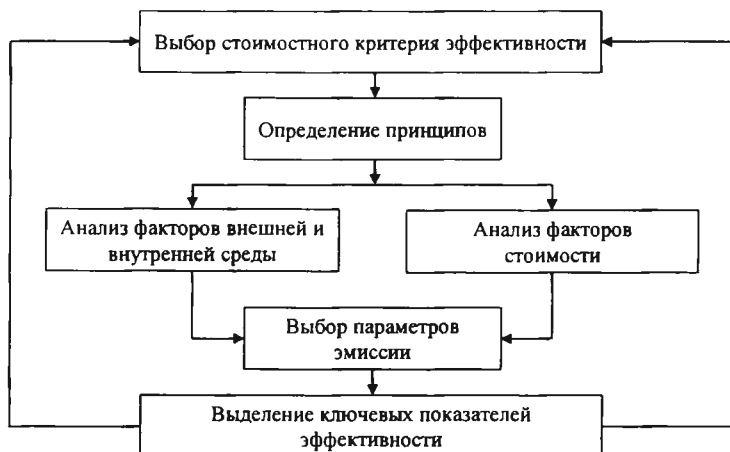 Выбор стоимостного критерия эффективности
Определение принципов
Анализ факторов внешней и
внутренней среды
Анализ факторов
стоимости
Выбор параметров
эмиссии
Выделение ключевых показателей
эффективности